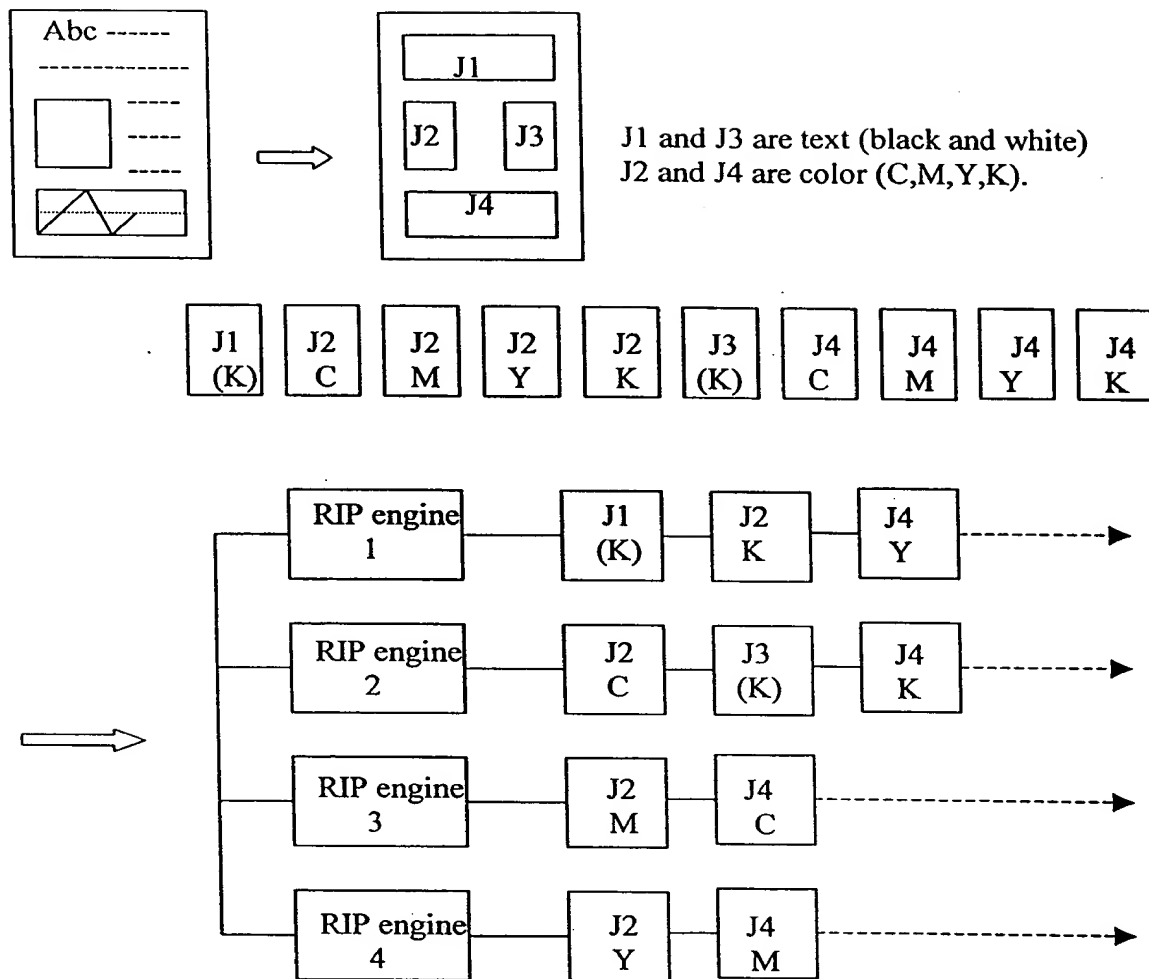 Abc
J1
J2
J3
J4
J1 and J3 are text (black and white)
J2 and J4 are color (C,M,Y,K).
J1
(K)
J2
C
J2
M
J2
Y
J2
K
J3
(K)
J4
C
J4
M
J4
Y
J4
K
RIP engine
1
J1
(K)
J2
K
J4
Y
RIP engine
2
J2
C
J3
(K)
J4
K
RIP engine
3
J2
M
J4
C
RIP engine
4
J2
Y
J4
M